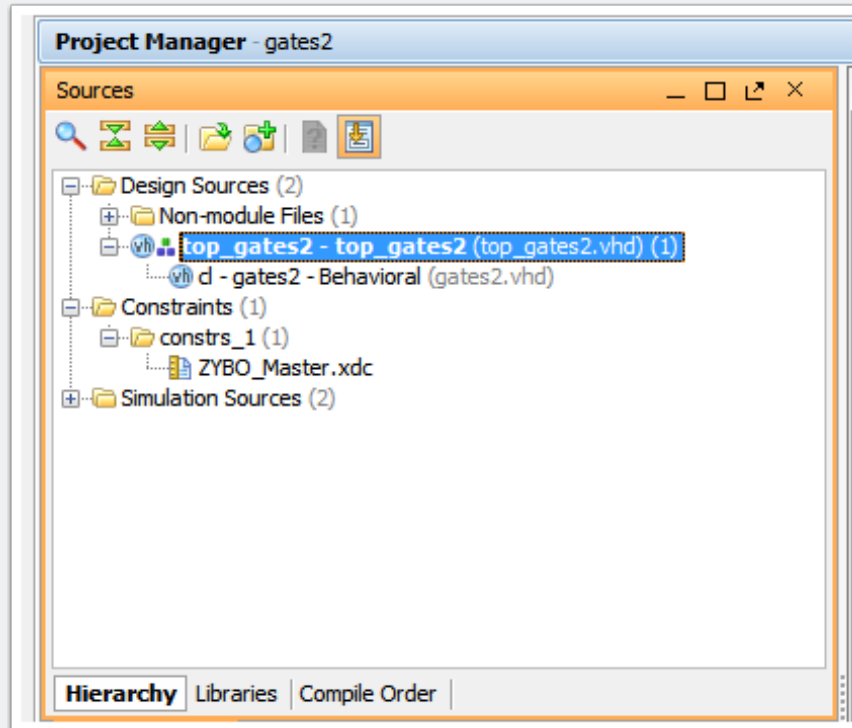 Project Manager - gates2
Sources
Design Sources (2)
Non-module Files (1)
top_gates2 - top_gates2 (top_gates2.vhd) (1)
cl - gates2 - Behavioral (gates2.vhd)
Constraints (1)
constrs_1 (1)
ZYBO_Master.xdc
Simulation Sources (2)
Hierarchy Libraries Compile Order